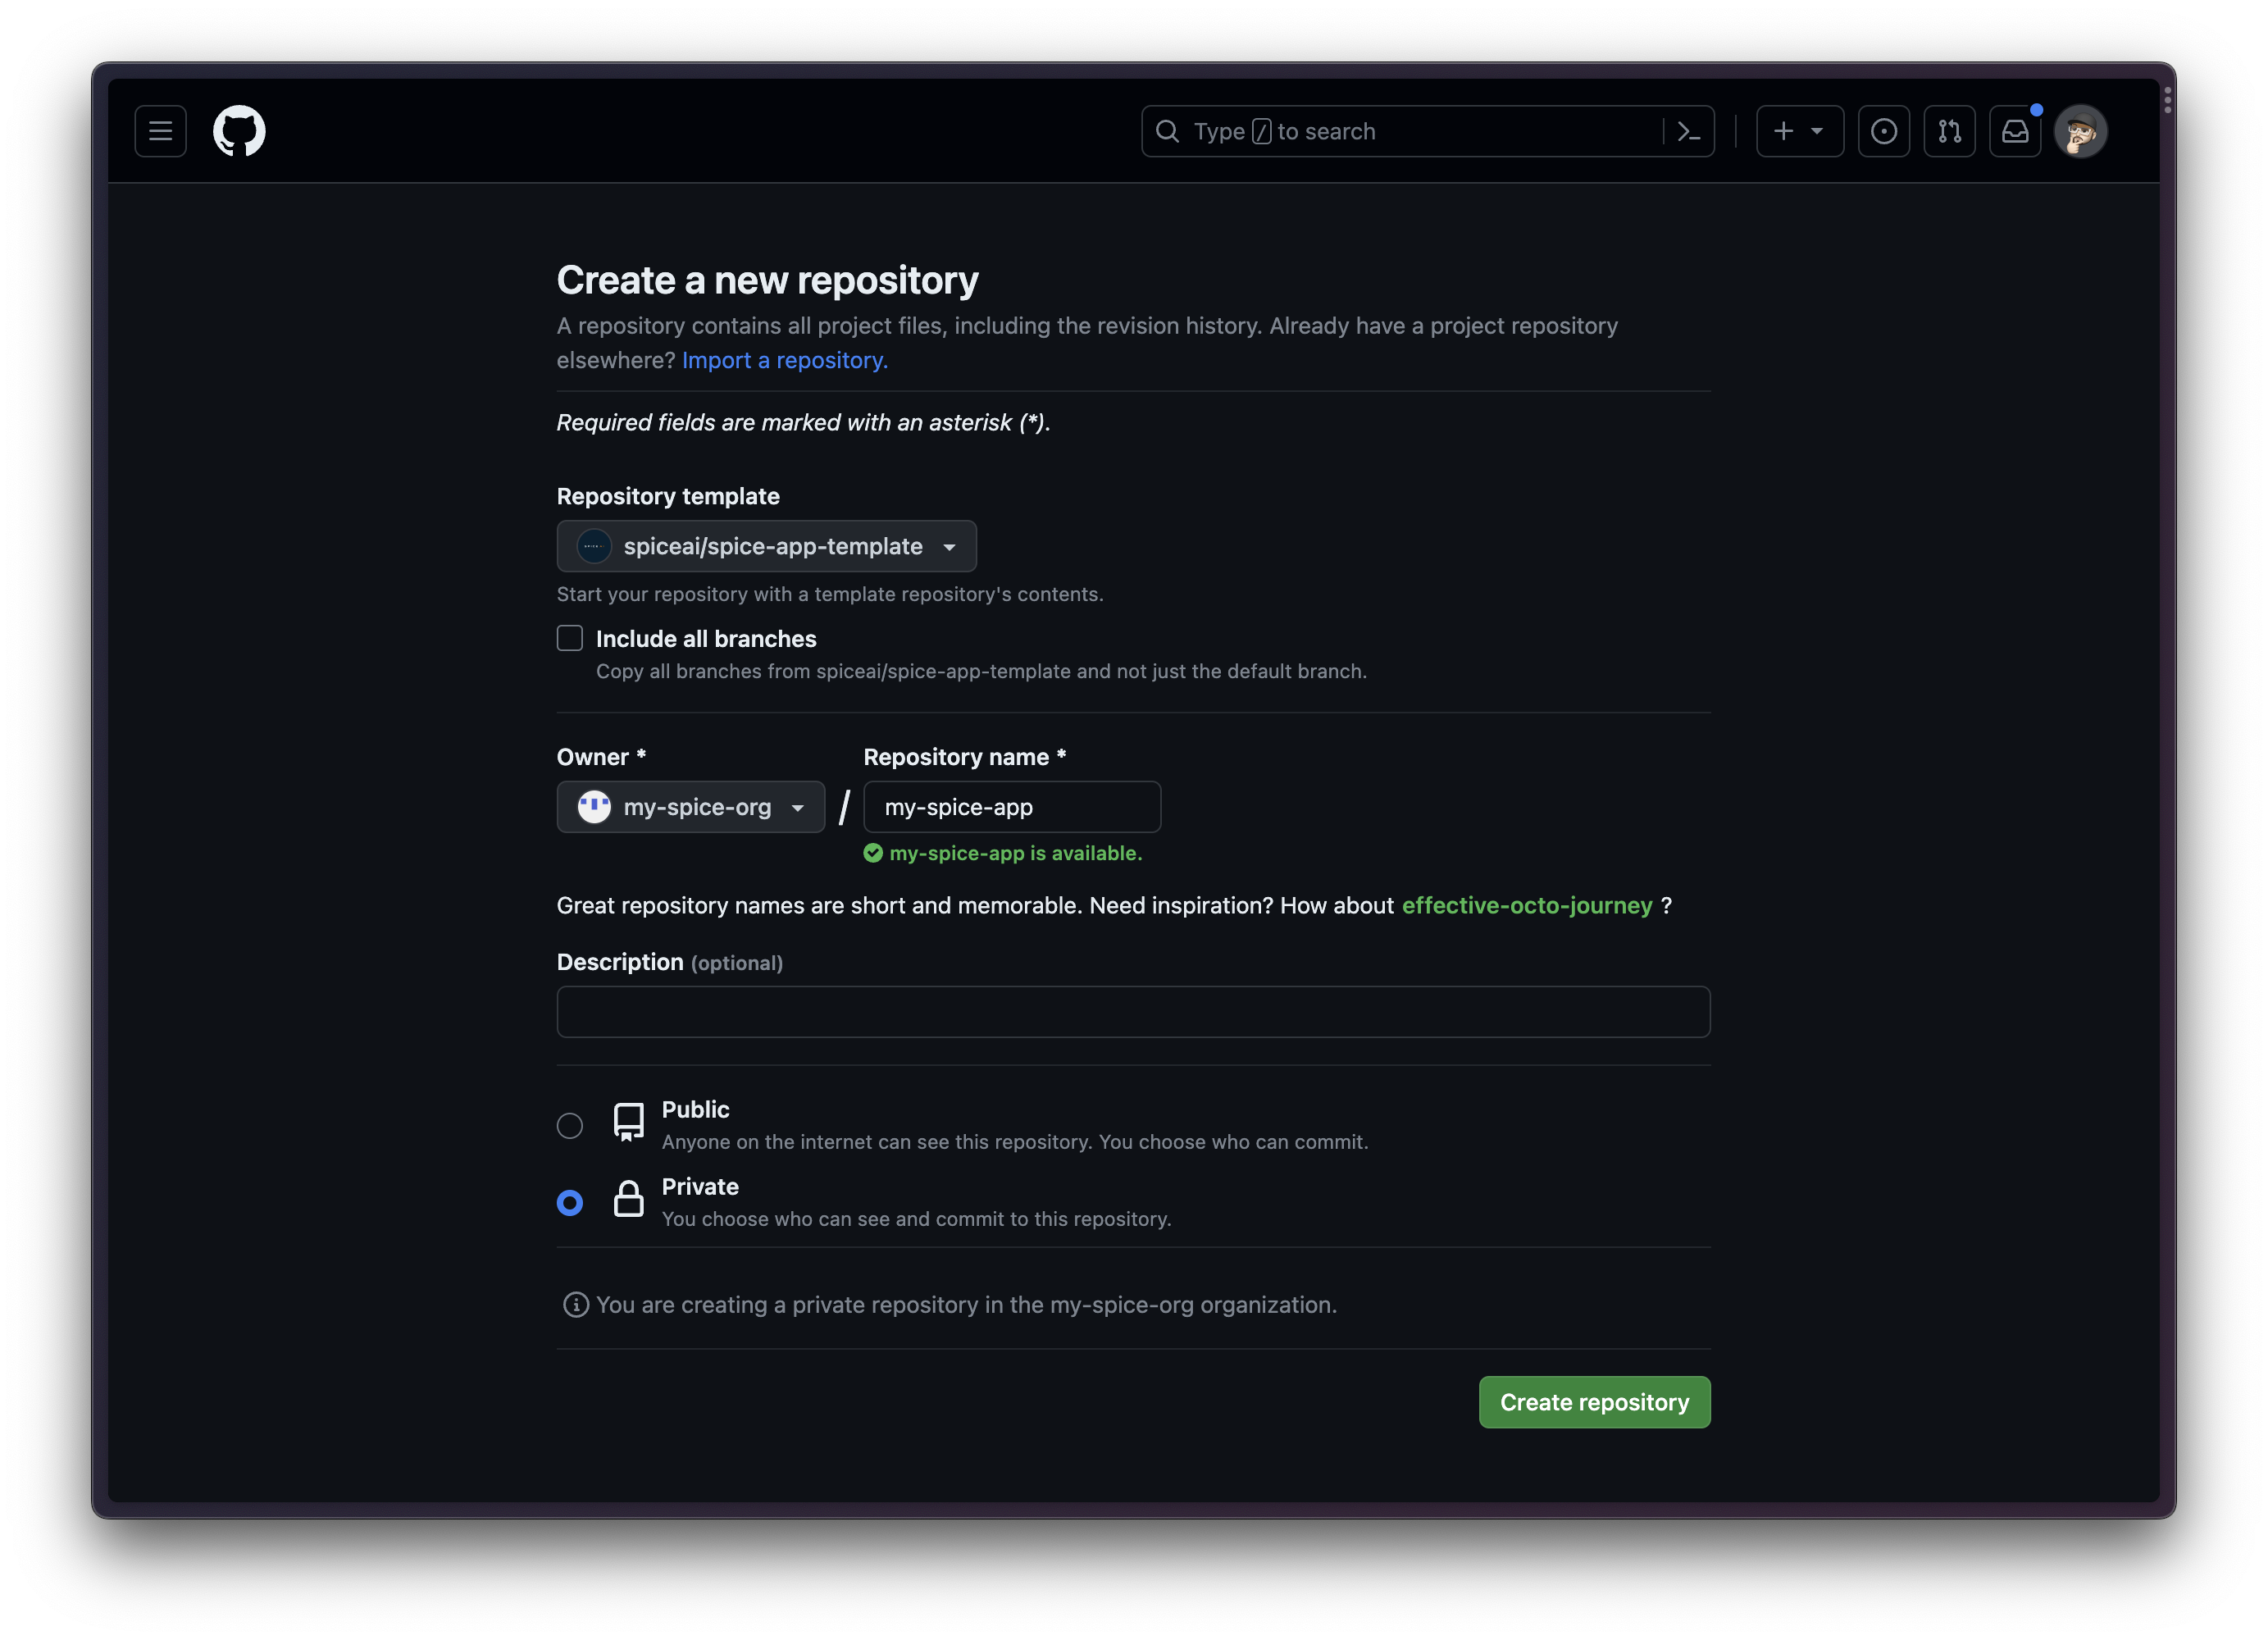 Type / to search
Create a new repository
A repository contains all project files, including the revision history. Already have a project repository
elsewhere? Import a repository.
Required fields are marked with an asterisk (*).
Repository template
spiceai/spice-app-template
Start your repository with a template repository's contents.
Include all branches
Copy all branches from spiceai/spice-app-template and not just the default branch.
Owner * Repository name *
my-spice-org / my-spice-app
my-spice-app is available.
Great repository names are short and memorable. Need inspiration? How about effective-octo-journey ?
Description (optional)
Public
Anyone on the internet can see this repository. You choose who can commit.
Private
You choose who can see and commit to this repository.
You are creating a private repository in the my-spice-org organization.
Create repository